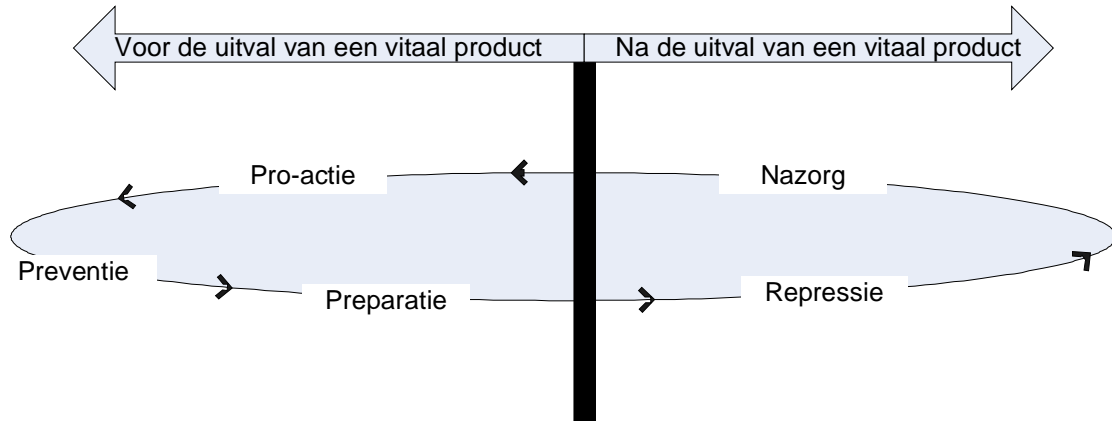 Voor de uitval van een vitaal product
Na de uitval van een vitaal product
Pro-actie
Nazorg
Preventie
Preparatie
Repressie